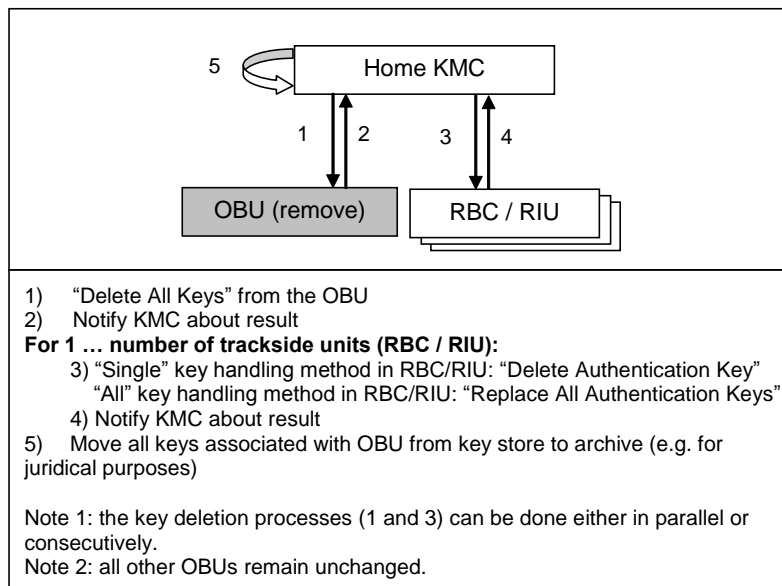 5
Home KMC
1
2
3
4
OBU (remove)
RBC / RIU
1) “Delete All Keys” from the OBU
2) Notify KMC about result
For 1 … number of trackside units (RBC / RIU):
3) “Single” key handling method in RBC/RIU: “Delete Authentication Key”
“All” key handling method in RBC/RIU: “Replace All Authentication Keys”
4) Notify KMC about result
5) Move all keys associated with OBU from key store to archive (e.g. for
juridical purposes)
Note 1: the key deletion processes (1 and 3) can be done either in parallel or
consecutively.
Note 2: all other OBUs remain unchanged.